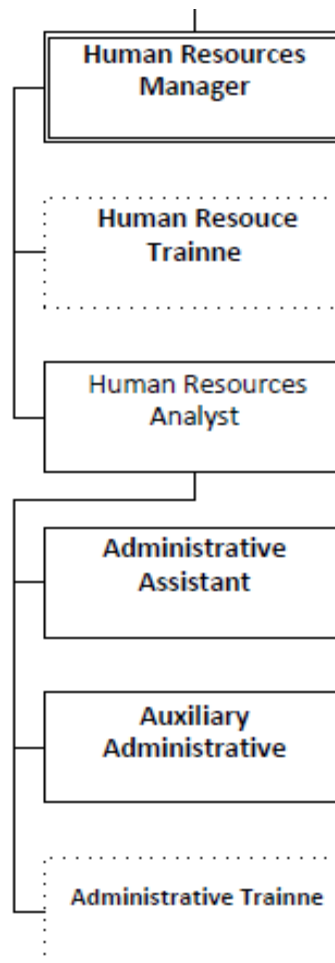 Human Resources
Manager
Human Resouce
Trainne
Human Resources
Analyst
Administrative
Assistant
Auxiliary
Administrative
Administrative Trainne